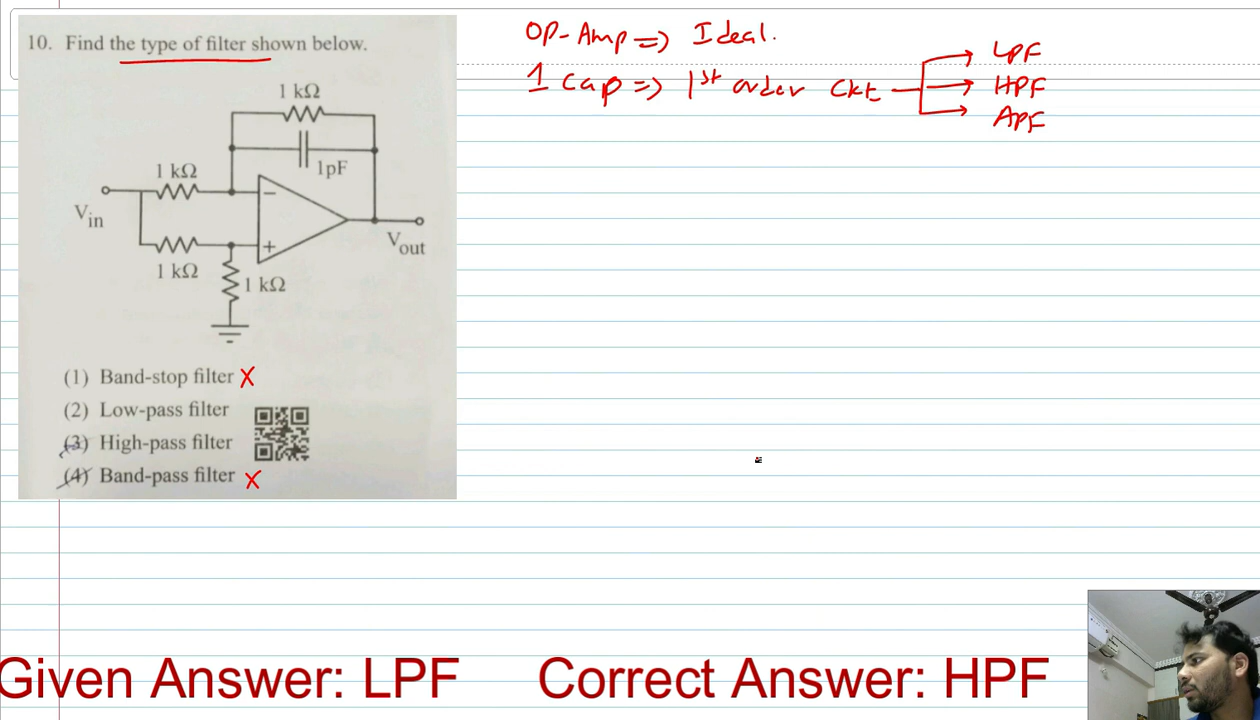 10. Find the type of filter shown below.
OP-Amp => Ideal.
1 cap => 1st order Ckt
LPF
HPF
APF
1 kΩ
1pF
1 kΩ
Vin
−
+
Vout
1 kΩ
1 kΩ
(1) Band-stop filter X
(2) Low-pass filter
(3) High-pass filter
(4) Band-pass filter X
Given Answer: LPF Correct Answer: HPF